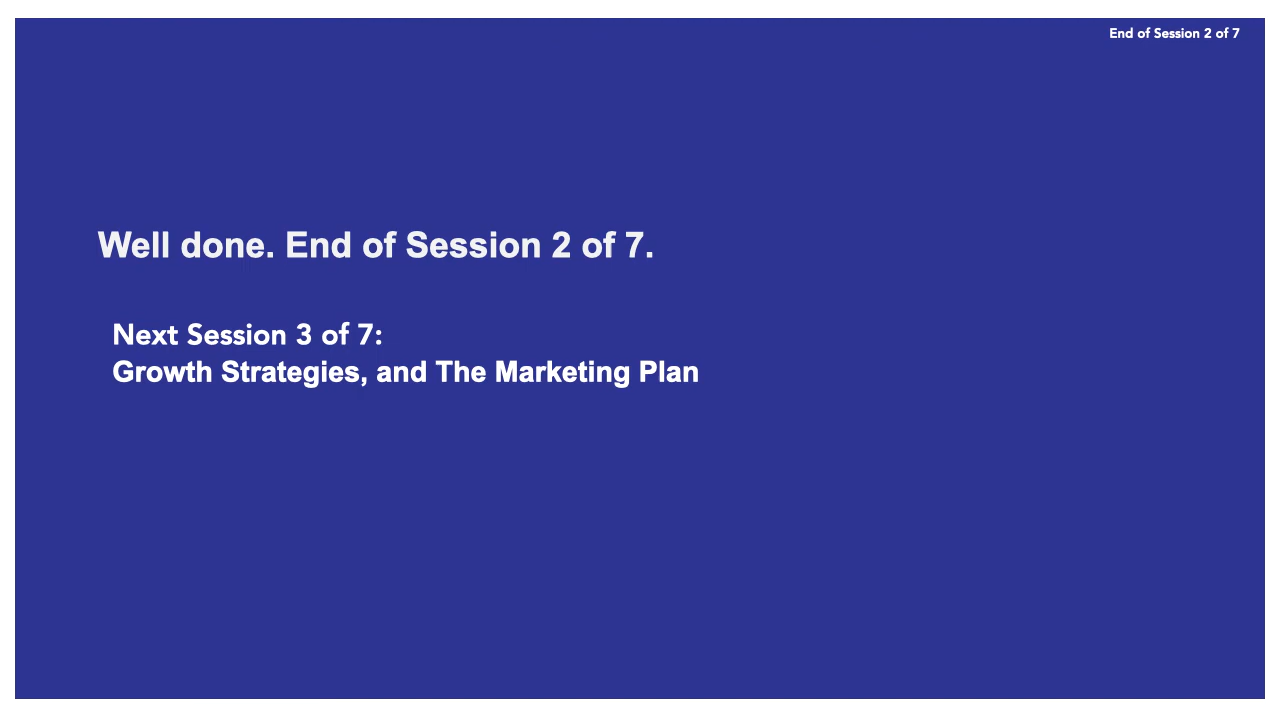 End of Session 2 of 7
Well done. End of Session 2 of 7.
Next Session 3 of 7:
Growth Strategies, and The Marketing Plan